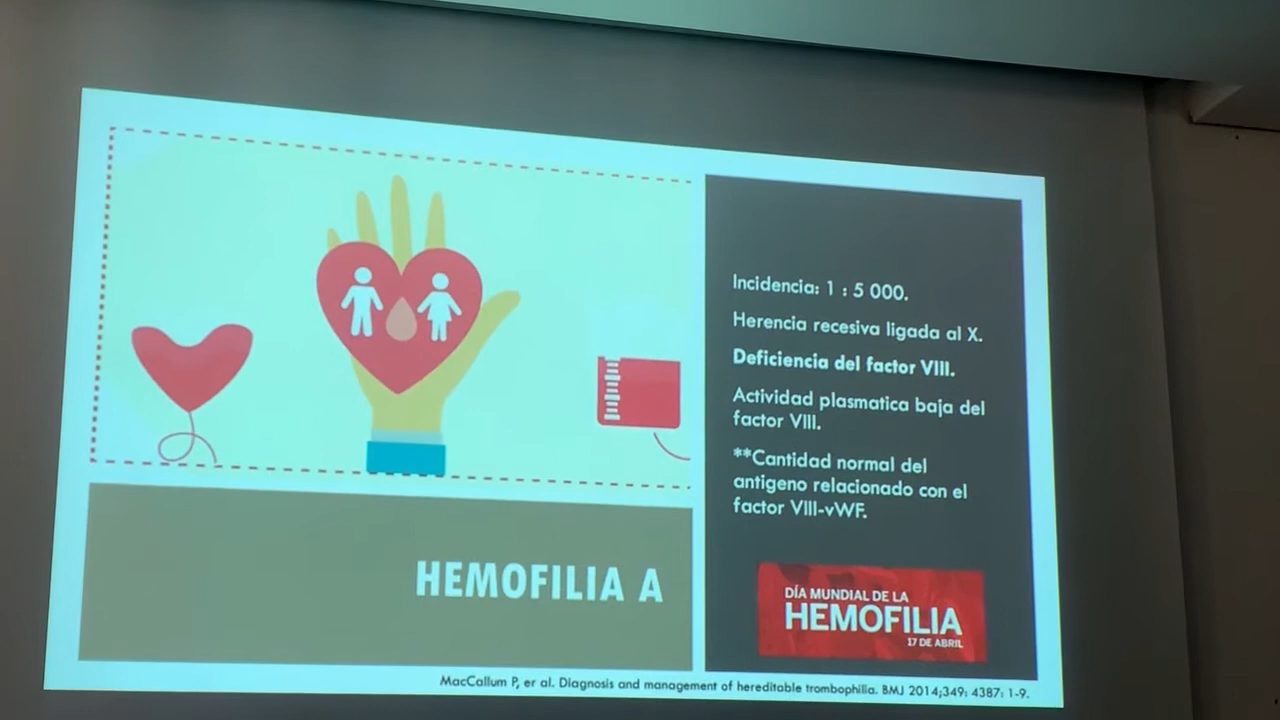 Incidencia: 1 : 5 000.
Herencia recesiva ligada al X.
Deficiencia del factor VIII.
Actividad plasmatica baja del
factor VIII.
**Cantidad normal del
antigeno relacionado con el
factor VIII-vWF.
HEMOFILIA A
DÍA MUNDIAL DE LA
HEMOFILIA
17 DE ABRIL
MacCallum P, er al. Diagnosis and management of hereditable trombophilia. BMJ 2014;349: 4387: 1-9.